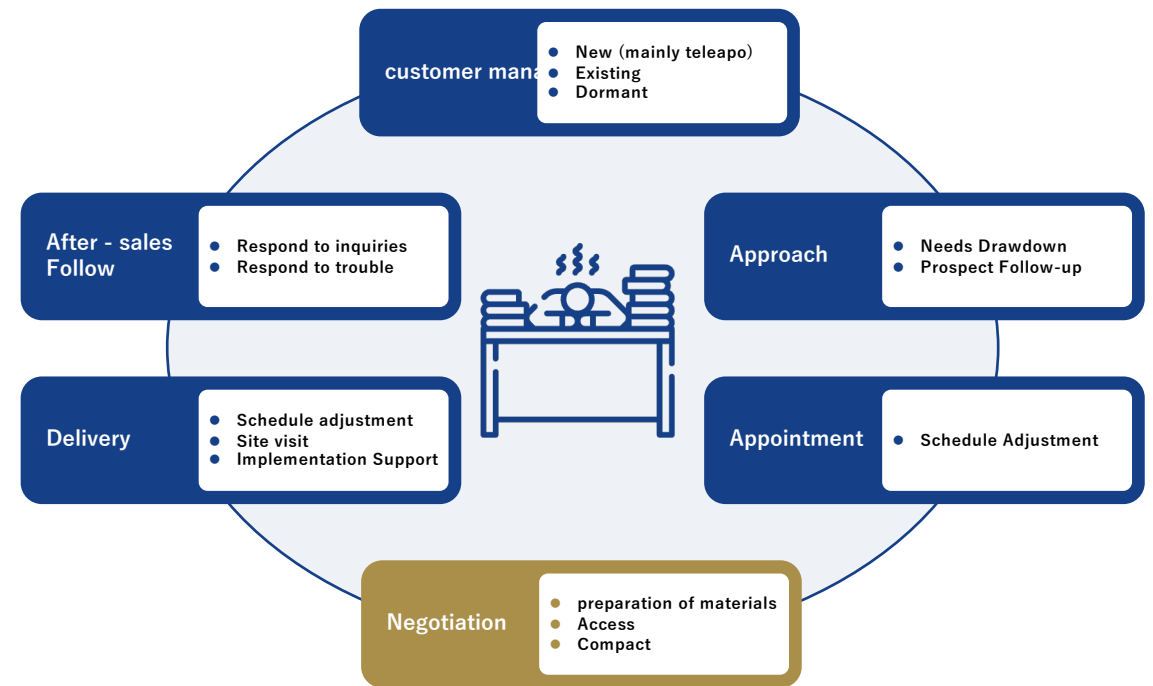 customer mana
New (mainly teleapo)
Existing
Dormant
After - sales
Follow
Respond to inquiries
Respond to trouble
Approach
Needs Drawdown
Prospect Follow-up
Delivery
Schedule adjustment
Site visit
Implementation Support
Appointment
Schedule Adjustment
Negotiation
preparation of materials
Access
Compact